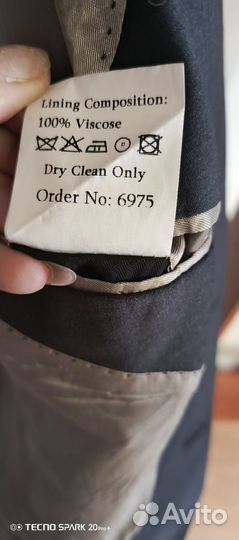 Lining Composition:
100% Viscose
P
Dry Clean Only
Order No: 6975
TECNO SPARK 20 Pro+
Avito